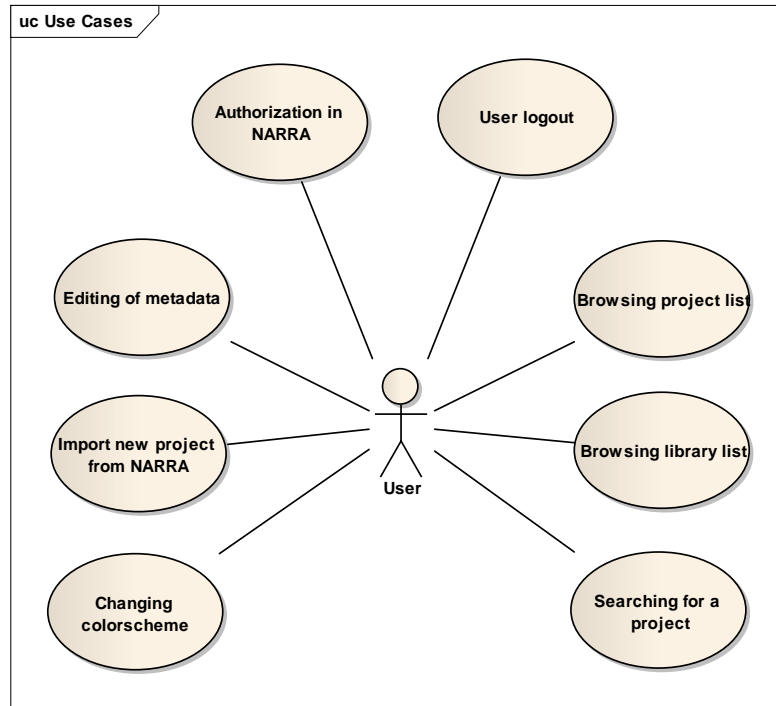 uc Use Cases
Authorization in
NARRA
User logout
Editing of metadata
Browsing project list
Import new project
from NARRA
Browsing library list
User
Changing
colorscheme
Searching for a
project